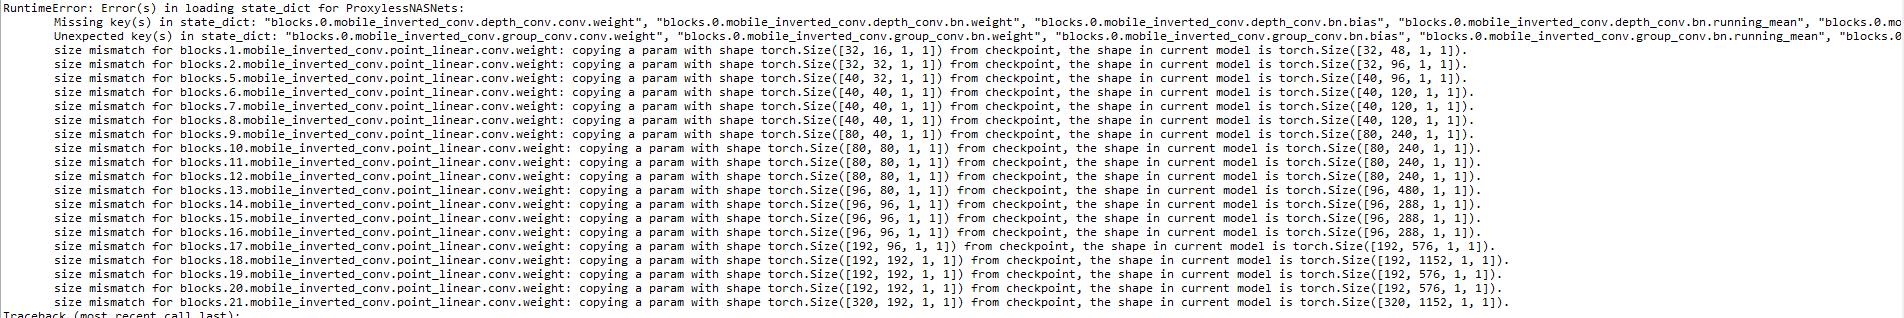 RuntimeError: Error(s) in loading state_dict for ProxylessNASNets:
Missing key(s) in state_dict: "blocks.0.mobile_inverted_conv.depth_conv.conv.weight", "blocks.0.mobile_inverted_conv.depth_conv.bn.weight", "blocks.0.mobile_inverted_conv.depth_conv.bn.bias", "blocks.0.mobile_inverted_conv.depth_conv.bn.running_mean", "blocks.0.mo
Unexpected key(s) in state_dict: "blocks.0.mobile_inverted_conv.group_conv.conv.weight", "blocks.0.mobile_inverted_conv.group_conv.bn.weight", "blocks.0.mobile_inverted_conv.group_conv.bn.bias", "blocks.0.mobile_inverted_conv.group_conv.bn.running_mean", "blocks.0
size mismatch for blocks.1.mobile_inverted_conv.point_linear.conv.weight: copying a param with shape torch.Size([32, 16, 1, 1]) from checkpoint, the shape in current model is torch.Size([32, 48, 1, 1]).
size mismatch for blocks.2.mobile_inverted_conv.point_linear.conv.weight: copying a param with shape torch.Size([32, 32, 1, 1]) from checkpoint, the shape in current model is torch.Size([32, 96, 1, 1]).
size mismatch for blocks.5.mobile_inverted_conv.point_linear.conv.weight: copying a param with shape torch.Size([40, 32, 1, 1]) from checkpoint, the shape in current model is torch.Size([40, 96, 1, 1]).
size mismatch for blocks.6.mobile_inverted_conv.point_linear.conv.weight: copying a param with shape torch.Size([40, 40, 1, 1]) from checkpoint, the shape in current model is torch.Size([40, 120, 1, 1]).
size mismatch for blocks.7.mobile_inverted_conv.point_linear.conv.weight: copying a param with shape torch.Size([40, 40, 1, 1]) from checkpoint, the shape in current model is torch.Size([40, 120, 1, 1]).
size mismatch for blocks.8.mobile_inverted_conv.point_linear.conv.weight: copying a param with shape torch.Size([40, 40, 1, 1]) from checkpoint, the shape in current model is torch.Size([40, 120, 1, 1]).
size mismatch for blocks.9.mobile_inverted_conv.point_linear.conv.weight: copying a param with shape torch.Size([80, 40, 1, 1]) from checkpoint, the shape in current model is torch.Size([80, 240, 1, 1]).
size mismatch for blocks.10.mobile_inverted_conv.point_linear.conv.weight: copying a param with shape torch.Size([80, 80, 1, 1]) from checkpoint, the shape in current model is torch.Size([80, 240, 1, 1]).
size mismatch for blocks.11.mobile_inverted_conv.point_linear.conv.weight: copying a param with shape torch.Size([80, 80, 1, 1]) from checkpoint, the shape in current model is torch.Size([80, 240, 1, 1]).
size mismatch for blocks.12.mobile_inverted_conv.point_linear.conv.weight: copying a param with shape torch.Size([80, 80, 1, 1]) from checkpoint, the shape in current model is torch.Size([80, 240, 1, 1]).
size mismatch for blocks.13.mobile_inverted_conv.point_linear.conv.weight: copying a param with shape torch.Size([96, 80, 1, 1]) from checkpoint, the shape in current model is torch.Size([96, 480, 1, 1]).
size mismatch for blocks.14.mobile_inverted_conv.point_linear.conv.weight: copying a param with shape torch.Size([96, 96, 1, 1]) from checkpoint, the shape in current model is torch.Size([96, 288, 1, 1]).
size mismatch for blocks.15.mobile_inverted_conv.point_linear.conv.weight: copying a param with shape torch.Size([96, 96, 1, 1]) from checkpoint, the shape in current model is torch.Size([96, 288, 1, 1]).
size mismatch for blocks.16.mobile_inverted_conv.point_linear.conv.weight: copying a param with shape torch.Size([96, 96, 1, 1]) from checkpoint, the shape in current model is torch.Size([96, 288, 1, 1]).
size mismatch for blocks.17.mobile_inverted_conv.point_linear.conv.weight: copying a param with shape torch.Size([192, 96, 1, 1]) from checkpoint, the shape in current model is torch.Size([192, 576, 1, 1]).
size mismatch for blocks.18.mobile_inverted_conv.point_linear.conv.weight: copying a param with shape torch.Size([192, 192, 1, 1]) from checkpoint, the shape in current model is torch.Size([192, 1152, 1, 1]).
size mismatch for blocks.19.mobile_inverted_conv.point_linear.conv.weight: copying a param with shape torch.Size([192, 192, 1, 1]) from checkpoint, the shape in current model is torch.Size([192, 576, 1, 1]).
size mismatch for blocks.20.mobile_inverted_conv.point_linear.conv.weight: copying a param with shape torch.Size([192, 192, 1, 1]) from checkpoint, the shape in current model is torch.Size([192, 576, 1, 1]).
size mismatch for blocks.21.mobile_inverted_conv.point_linear.conv.weight: copying a param with shape torch.Size([320, 192, 1, 1]) from checkpoint, the shape in current model is torch.Size([320, 1152, 1, 1]).
Traceback (most recent call last):